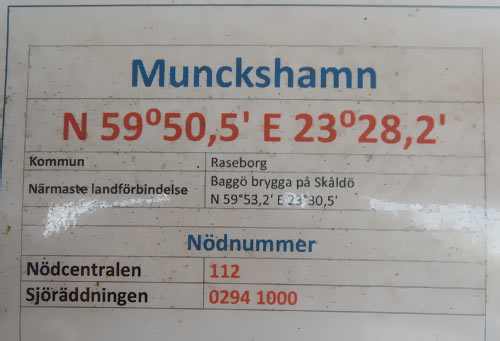 Munckshamn
N 59⁰50,5' E 23⁰28,2'
Kommun Raseborg
Närmaste landförbindelse Baggö brygga på Skåldö
N 59°53,2' E 23°30,5'
Nödnummer
Nödcentralen 112
Sjöräddningen 0294 1000